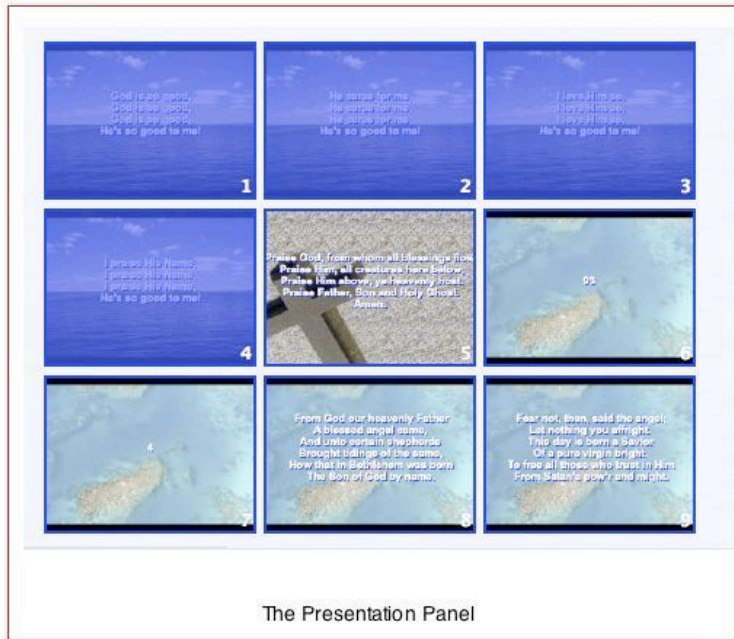 God is so good,
God is so good,
God is so good,
He's so good to me!
1
He cares for me,
He cares for me,
He cares for me,
He's so good to me!
2
I love Him so,
I love Him so,
I love Him so,
He's so good to me!
3
I praise His Name,
I praise His Name,
I praise His Name,
He's so good to me!
4
Praise God, from whom all blessings flow
Praise Him, all creatures here below,
Praise Him above, ye heavenly host.
Praise Father, Son and Holy Ghost.
Amen.
5
6
4
7
From God our heavenly Father
A blessed angel came,
And unto certain shepherds
Brought tidings of the same,
How that in Bethlehem was born
The Son of God by name.
8
Fear not, then, said the angel;
Let nothing you affright.
This day is born a Savior
Of a pure virgin bright.
To free all those who trust in Him
From Satan's pow'r and might.
9
The Presentation Panel